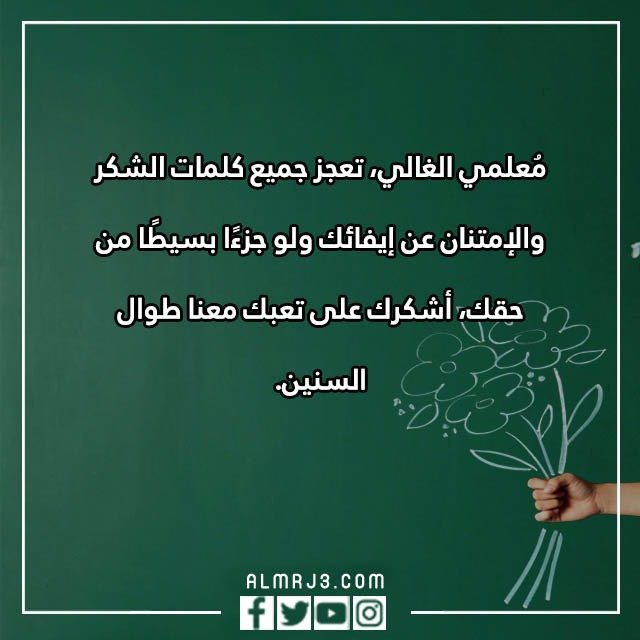 مُعلمي الغالي، تعجز جميع كلمات الشكر
والإمتنان عن إيفائك ولو جزءًا بسيطًا من
حقك، أشكرك على تعبك معنا طوال
السنين.
ALMRJ3.COM